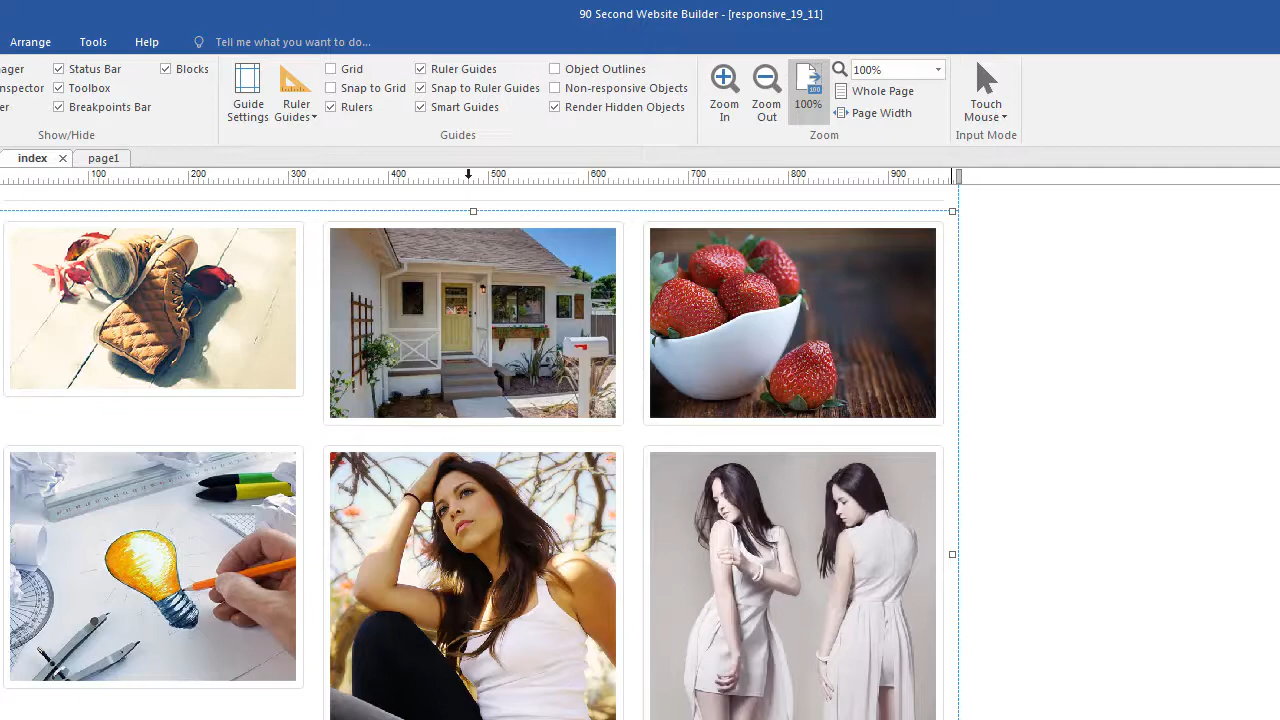 90 Second Website Builder - [responsive_19_11]
Arrange Tools Help Tell me what you want to do...
ager Status Bar Blocks
nspector Toolbox
er Breakpoints Bar
Show/Hide
Guide Settings
Ruler Guides
Grid Ruler Guides Object Outlines
Snap to Grid Snap to Ruler Guides Non-responsive Objects
Rulers Smart Guides Render Hidden Objects
Guides
Zoom In
Zoom Out
100
100%
100%
Whole Page
Page Width
Zoom
Touch Mouse
Input Mode
index page1
100 200 300 400 500 600 700 800 900